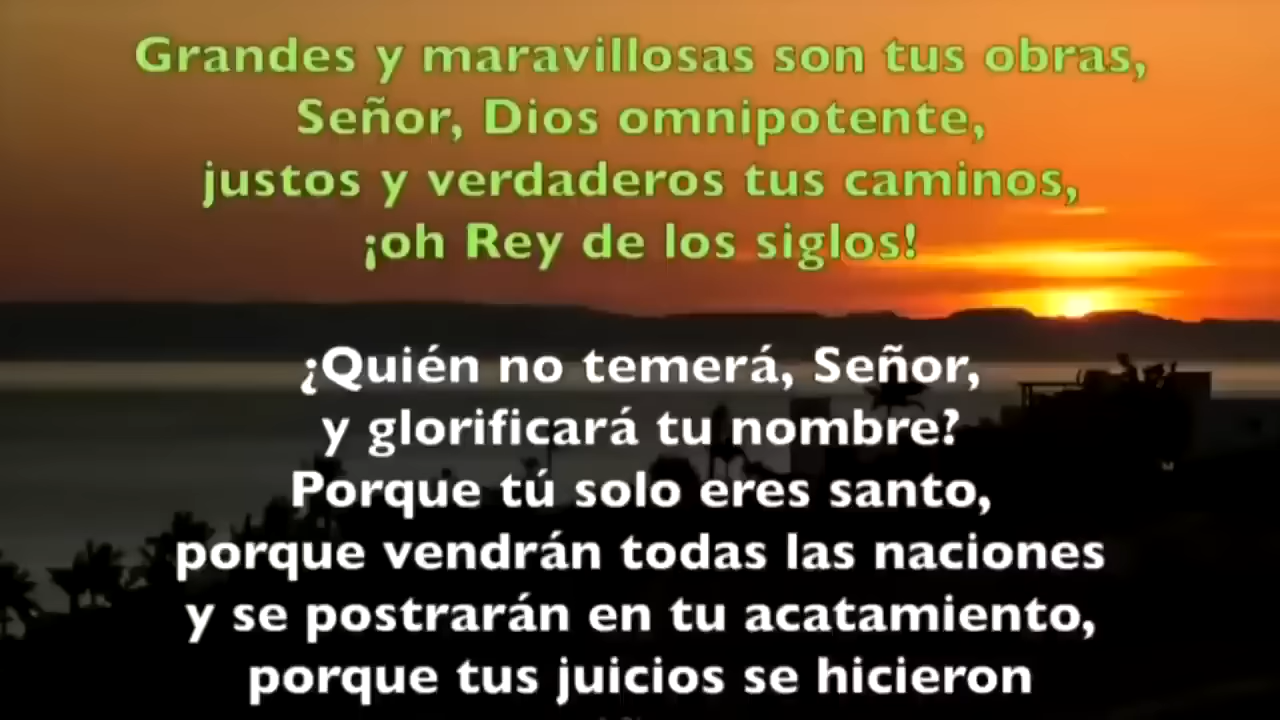 Grandes y maravillosas son tus obras,
Señor, Dios omnipotente,
justos y verdaderos tus caminos,
¡oh Rey de los siglos!
¿Quién no temerá, Señor,
y glorificará tu nombre?
Porque tú solo eres santo,
porque vendrán todas las naciones
y se postrarán en tu acatamiento,
porque tus juicios se hicieron